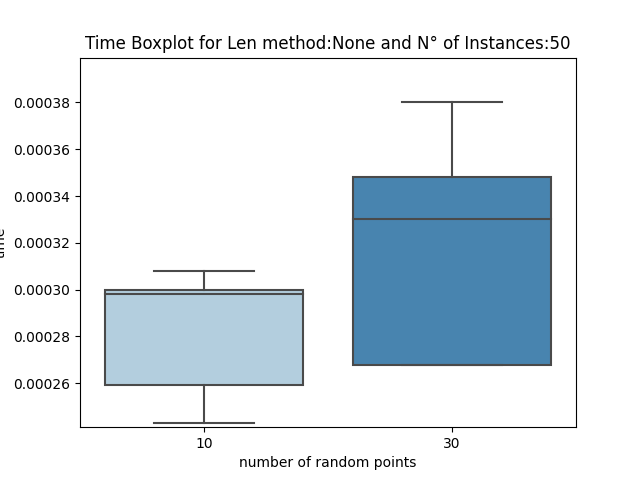 Time Boxplot for Len method:None and N° of Instances:50
0.00038
0.00036
0.00034
0.00032
0.00030
0.00028
0.00026
time
10 30
number of random points